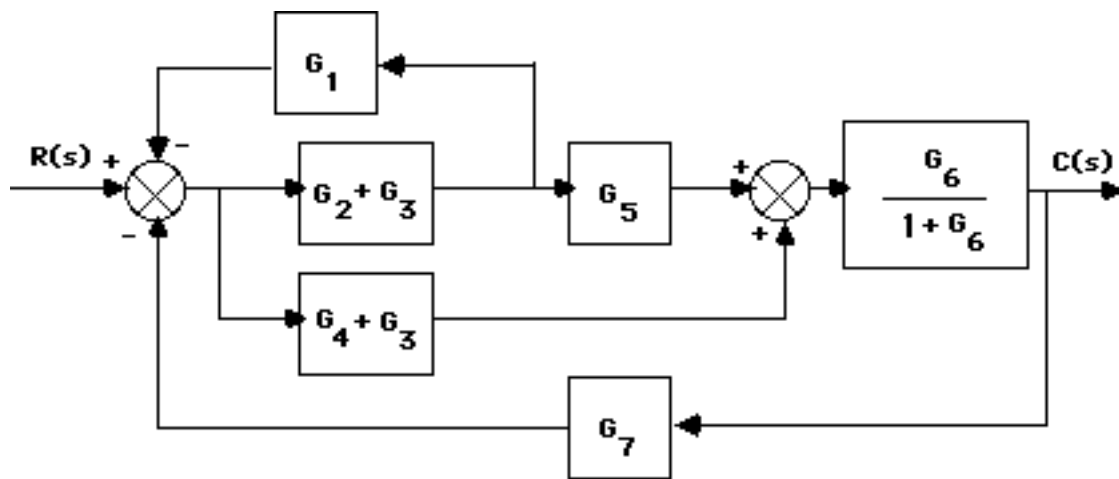 G1
R(s)
+
-
-
G2 + G3
G5
+
+
G6
1 + G6
C(s)
G4 + G3
G7